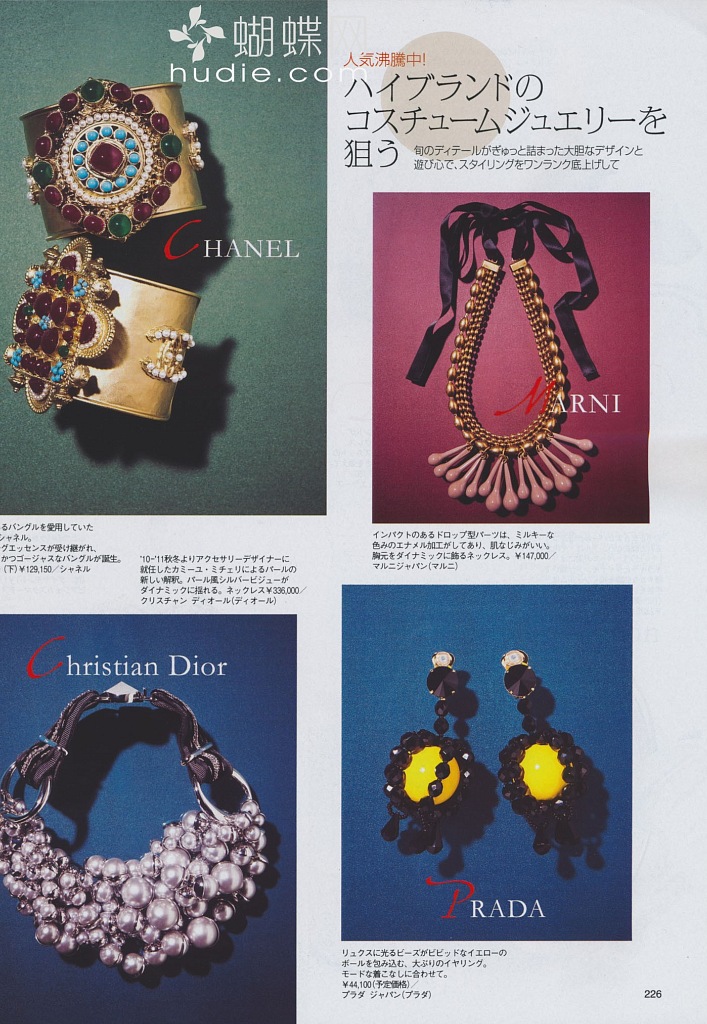 蝴蝶网
hudie.com
人気沸騰中!
ハイブランドの
コスチュームジュエリーを
狙う
旬のディテールがぎゅっと詰まった大胆なデザインと
遊び心で、スタイリングをワンランク底上げして
CHANEL
MARNI
るバングルを愛用していた
シャネル。
グエッセンスが受け継がれ、
かつゴージャスなバングルが誕生。
(下)¥129,150/シャネル
'10-'11秋冬よりアクセサリーデザイナーに
就任したカミーユ・ミチェリによるパールの
新しい解釈。パール風シルバービジューが
ダイナミックに揺れる。ネックレス¥336,000/
クリスチャン ディオール(ディオール)
インパクトのあるドロップ型パーツは、ミルキーな
色みのエナメル加工がしてあり、肌なじみがいい。
胸元をダイナミックに飾るネックレス。¥147,000/
マルニジャパン(マルニ)
Christian Dior
PRADA
リュクスに光るビーズがビビッドなイエローの
ボールを包み込む、大ぶりのイヤリング。
モードな着こなしに合わせて。
¥44,100(予定価格)/
プラダ ジャパン(プラダ)
226